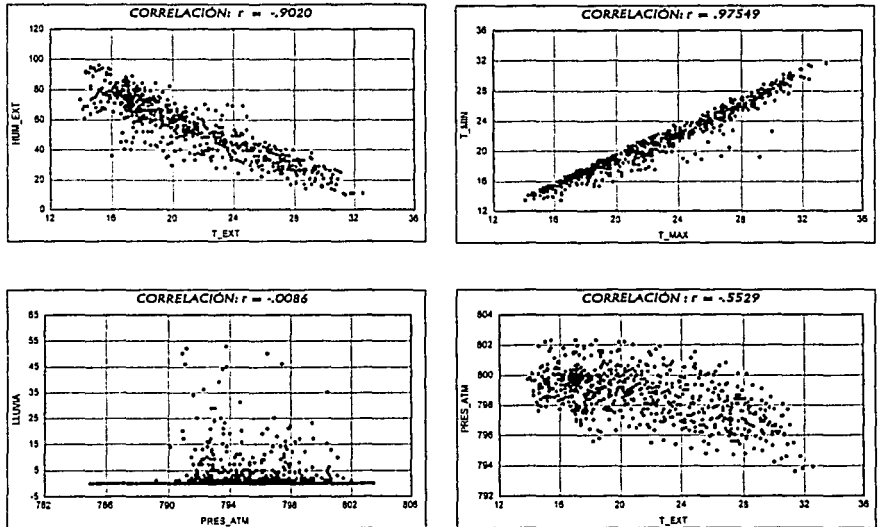 CORRELACIÓN: r = -.9020
120
100
80
60
40
20
0
HUM_EXT
12 16 20 24 28 32 36
T_EXT
CORRELACIÓN: r = .97549
36
32
28
24
20
16
12
T_MIN
12 16 20 24 28 32 36
T_MAX
CORRELACIÓN: r = -.0086
65
55
45
35
25
15
5
-5
LLUVIA
782 786 790 794 798 802 806
PRES_ATM
CORRELACIÓN: r = -.5529
804
802
800
798
796
794
792
PRES_ATM
12 16 20 24 28 32 36
T_EXT